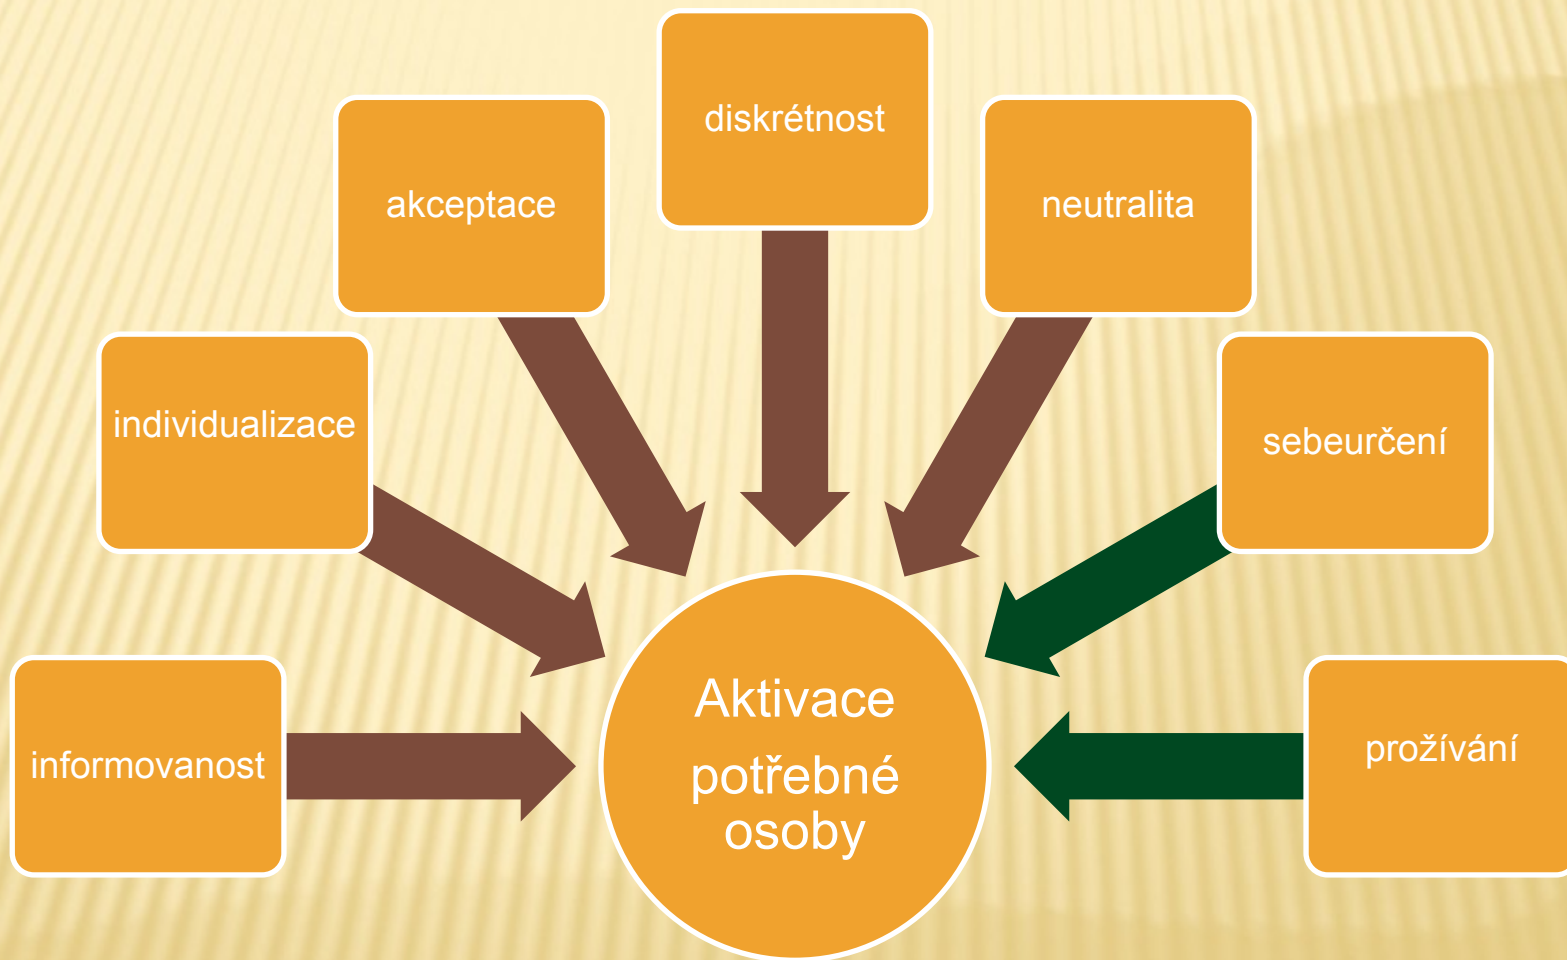 diskrétnost
akceptace
neutralita
individualizace
sebeurčení
informovanost
Aktivace
potřebné
osoby
prožívání